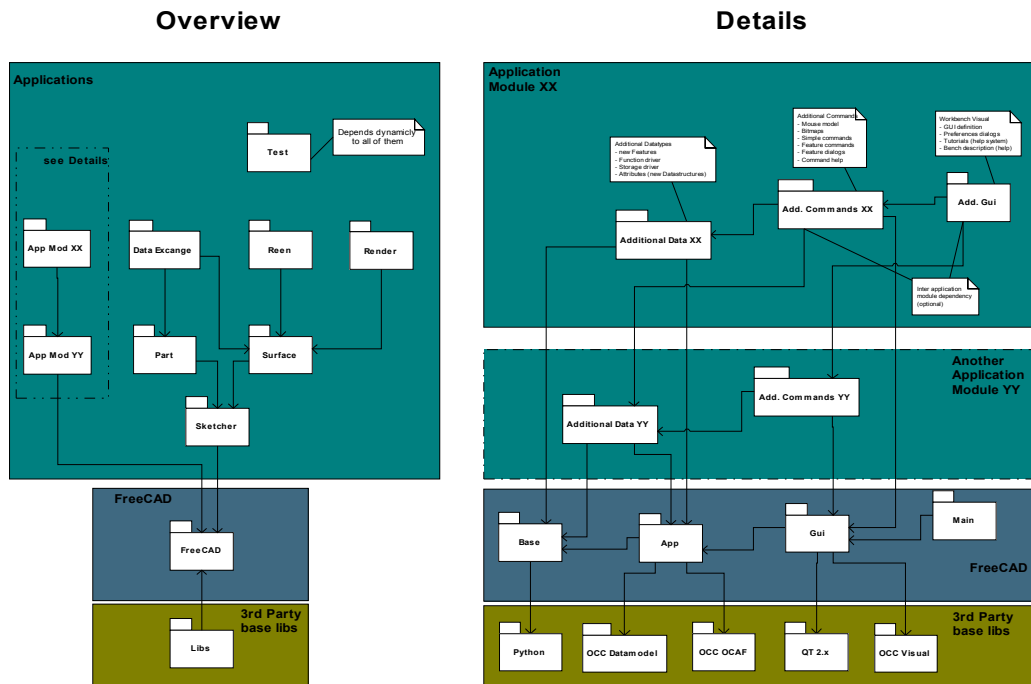 Overview
Applications
Test
Depends dynamicly
to all of them
see Details
App Mod XX
Data Excange
Reen
Render
App Mod YY
Part
Surface
Sketcher
FreeCAD
FreeCAD
3rd Party
base libs
Libs
Details
Application
Module XX
Additional Datatypes
- new Features
- Function driver
- Storage driver
- Attributes (new Datastructures)
Additional Commands
- Mouse model
- Bitmaps
- Simple commands
- Feature commands
- Feature dialogs
- Command help
Workbench Visual
- GUI definition
- Preferences dialogs
- Tutorials (help system)
- Bench description (help)
Additional Data XX
Add. Commands XX
Add. Gui
Inter application
module dependency
(optional)
Another
Application
Module YY
Additional Data YY
Add. Commands YY
Base
App
Gui
Main
FreeCAD
3rd Party
base libs
Python
OCC Datamodel
OCC OCAF
QT 2.x
OCC Visual